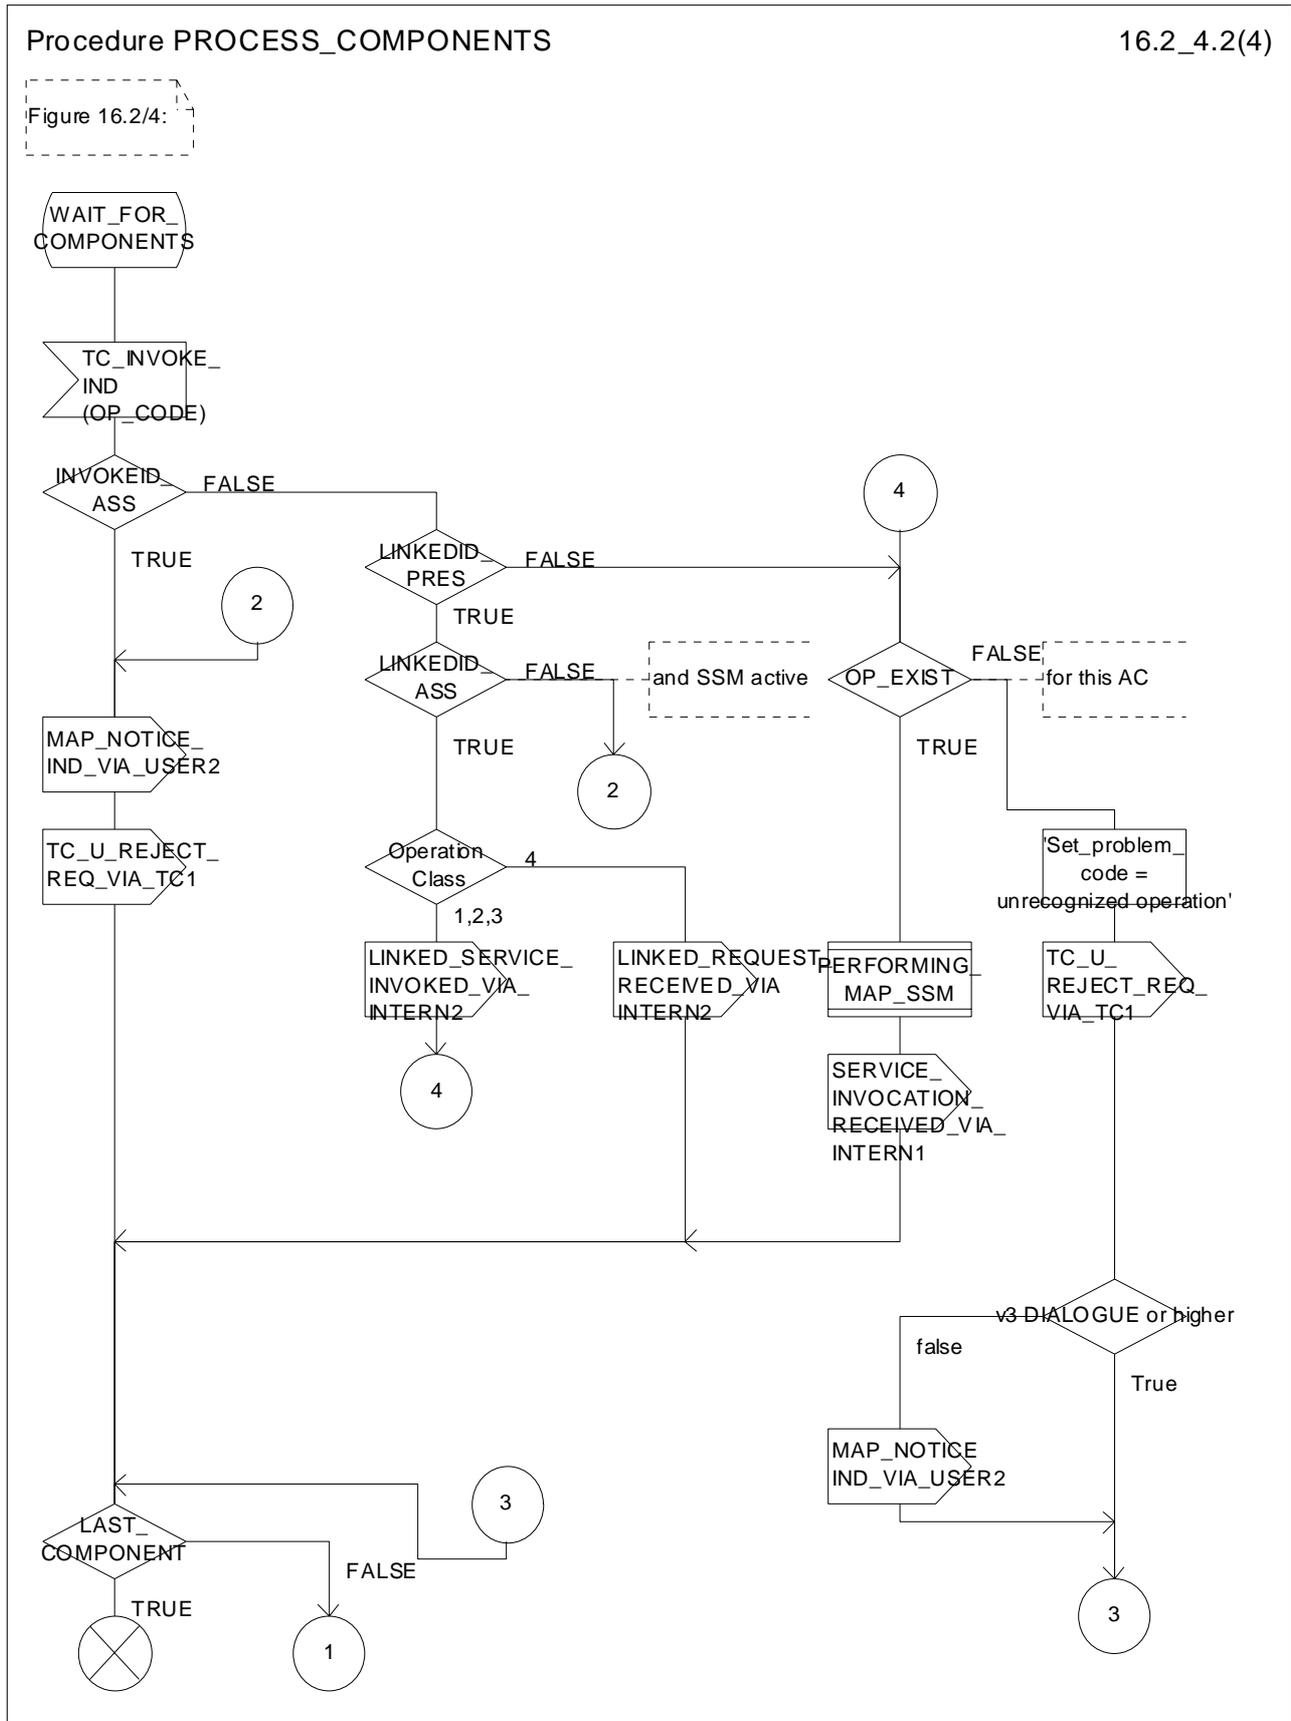 Procedure PROCESS_COMPONENTS
16.2_4.2(4)
Figure 16.2/4:
WAIT_FOR_
COMPONENTS
TC_INVOKE_
IND
(OP_CODE)
INVOKEID_
ASS
FALSE
TRUE
2
MAP_NOTICE_
IND_VIA_USER2
TC_U_REJECT_
REQ_VIA_TC1
LINKEDID_
PRES
FALSE
TRUE
LINKEDID_
ASS
FALSE
and SSM active
TRUE
2
Operation
Class
4
1,2,3
LINKED_SERVICE_
INVOKED_VIA_
INTERN2
4
LINKED_REQUEST_
RECEIVED_VIA
INTERN2
4
OP_EXIST
FALSE
for this AC
TRUE
PERFORMING_
MAP_SSM
SERVICE_
INVOCATION_
RECEIVED_VIA_
INTERN1
'Set_problem_
code =
unrecognized operation'
TC_U_
REJECT_REQ_
VIA_TC1
v3 DIALOGUE or higher
false
True
MAP_NOTICE
IND_VIA_USER2
3
3
LAST_
COMPONENT
FALSE
TRUE
1